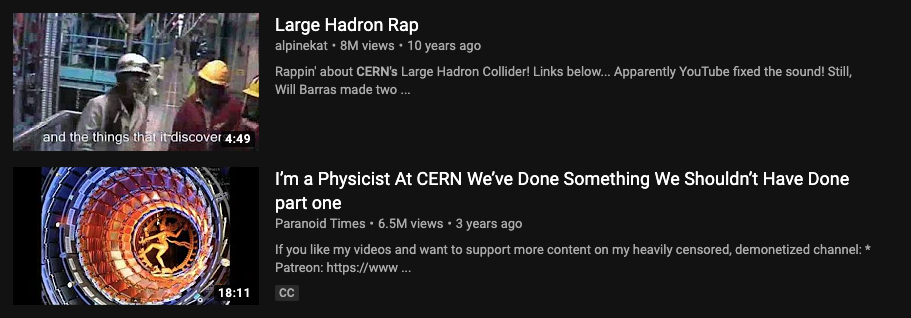 Large Hadron Rap
alpinekat • 8M views • 10 years ago
Rappin' about CERN's Large Hadron Collider! Links below... Apparently YouTube fixed the sound! Still,
Will Barras made two ...
and the things that it discover
4:49
I'm a Physicist At CERN We've Done Something We Shouldn't Have Done
part one
Paranoid Times • 6.5M views • 3 years ago
If you like my videos and want to support more content on my heavily censored, demonetized channel: *
Patreon: https://www ...
18:11
CC